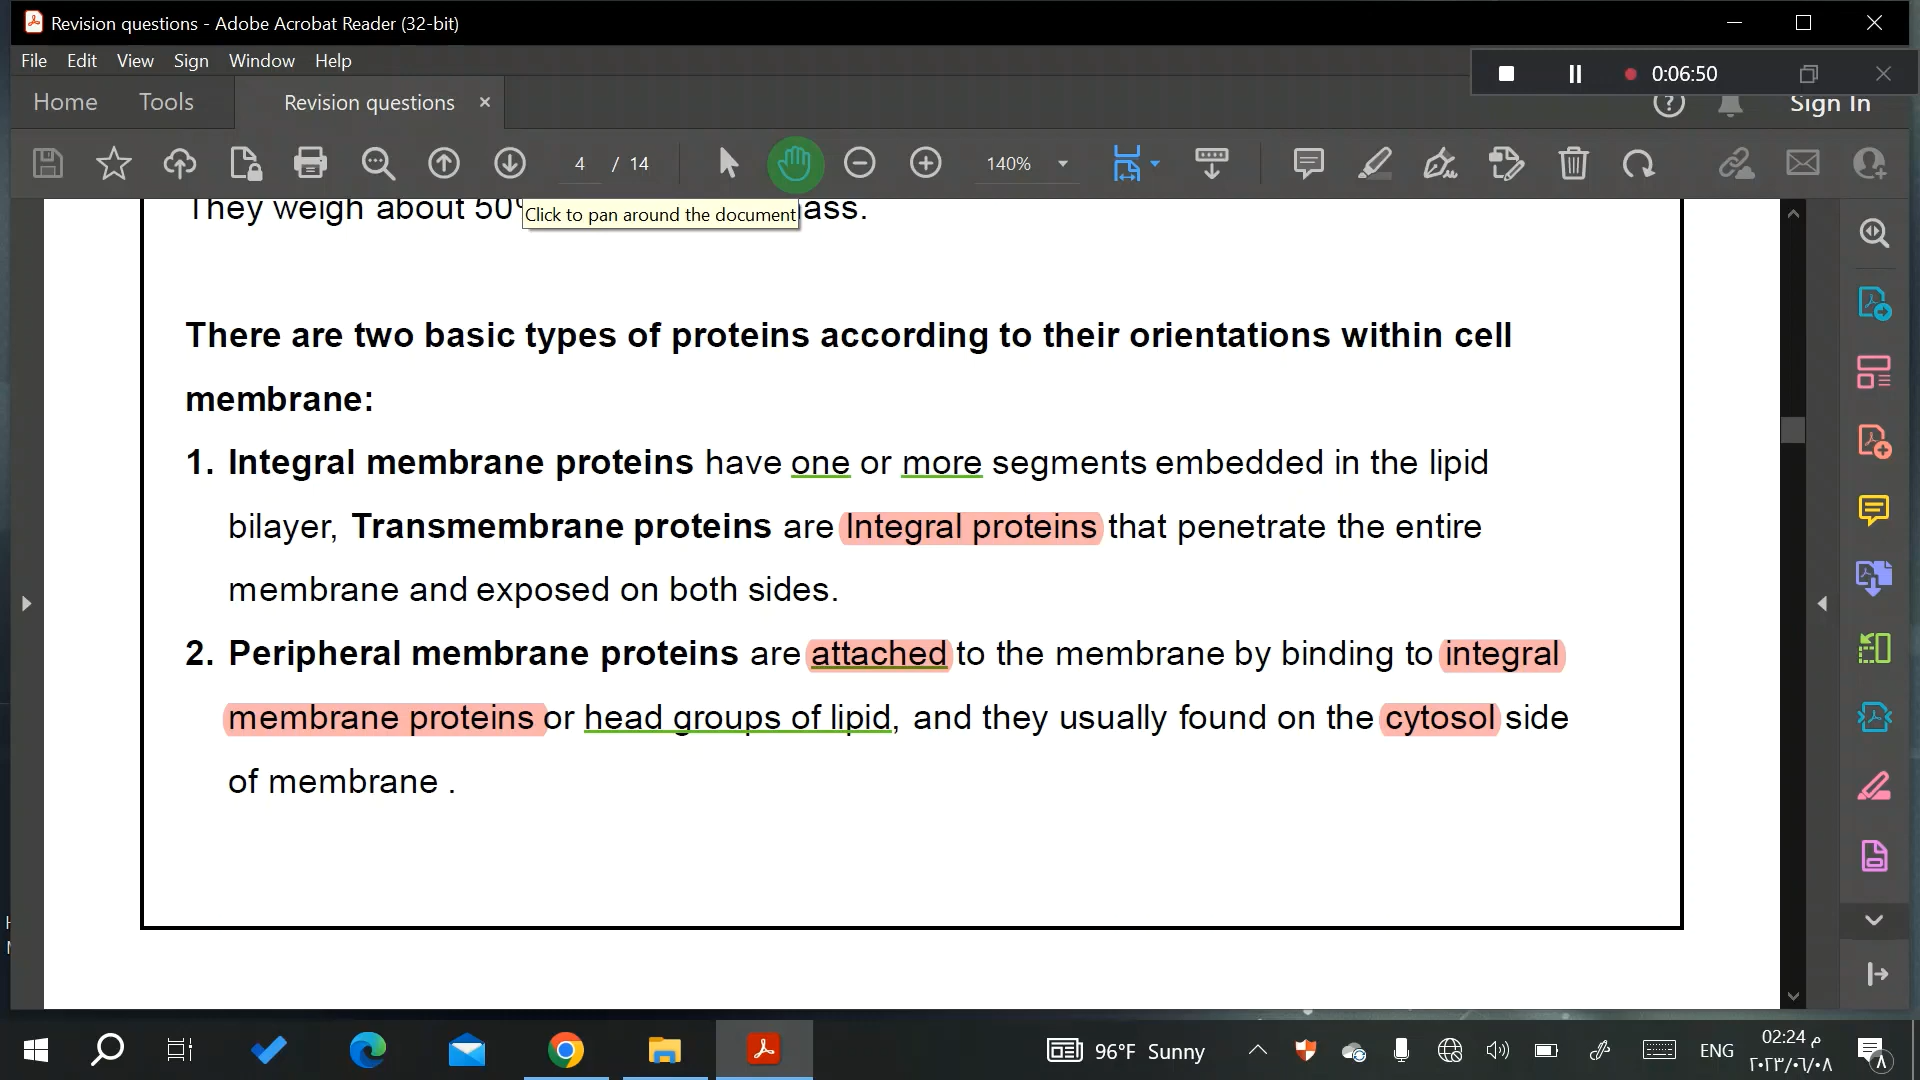 Revision questions - Adobe Acrobat Reader (32-bit)
File Edit View Sign Window Help
0:06:50
Home Tools Revision questions × Sign In
4 / 14 140%
They weigh about 50% Click to pan around the document ass.
There are two basic types of proteins according to their orientations within cell
membrane:
1. Integral membrane proteins have one or more segments embedded in the lipid
bilayer, Transmembrane proteins are Integral proteins that penetrate the entire
membrane and exposed on both sides.
2. Peripheral membrane proteins are attached to the membrane by binding to integral
membrane proteins or head groups of lipid, and they usually found on the cytosol side
of membrane .
96°F Sunny ENG
02:24 م
٢٠٢٣/٠٦/٠٨
٨